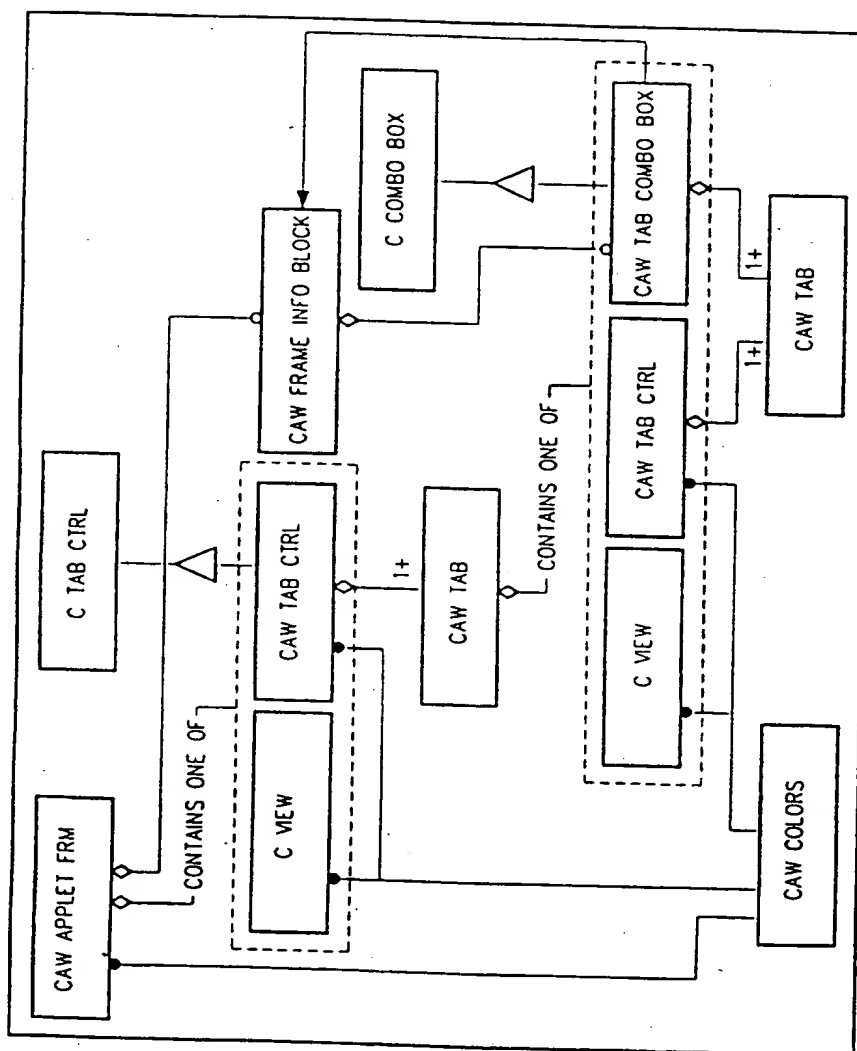 CAW APPLET FRM
C TAB CTRL
CONTAINS ONE OF
C VIEW
CAW TAB CTRL
CAW FRAME INFO BLOCK
C COMBO BOX
1+
CAW TAB
CONTAINS ONE OF
C VIEW
CAW TAB CTRL
CAW TAB COMBO BOX
1+
1+
CAW COLORS
CAW TAB